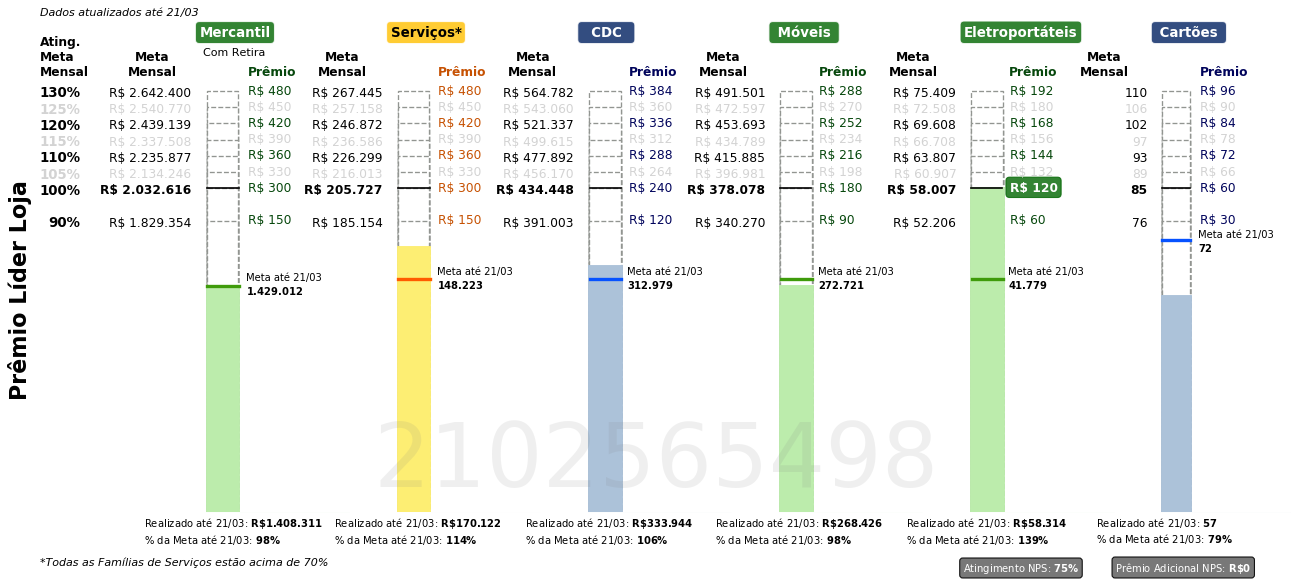 Dados atualizados até 21/03
Mercantil Serviços* CDC Móveis Eletroportáteis Cartões
Com Retira
Ating. Meta Mensal Meta Mensal Prêmio Meta Mensal Prêmio Meta Mensal Prêmio Meta Mensal Prêmio Meta Mensal Prêmio Meta Mensal Prêmio
130% R$ 2.642.400 R$ 480 R$ 267.445 R$ 480 R$ 564.782 R$ 384 R$ 491.501 R$ 288 R$ 75.409 R$ 192 110 R$ 96
125% R$ 2.540.770 R$ 450 R$ 257.158 R$ 450 R$ 543.060 R$ 360 R$ 472.597 R$ 270 R$ 72.508 R$ 180 106 R$ 90
120% R$ 2.439.139 R$ 420 R$ 246.872 R$ 420 R$ 521.337 R$ 336 R$ 453.693 R$ 252 R$ 69.608 R$ 168 102 R$ 84
115% R$ 2.337.508 R$ 390 R$ 236.586 R$ 390 R$ 499.615 R$ 312 R$ 434.789 R$ 234 R$ 66.708 R$ 156 97 R$ 78
110% R$ 2.235.877 R$ 360 R$ 226.299 R$ 360 R$ 477.892 R$ 288 R$ 415.885 R$ 216 R$ 63.807 R$ 144 93 R$ 72
105% R$ 2.134.246 R$ 330 R$ 216.013 R$ 330 R$ 456.170 R$ 264 R$ 396.981 R$ 198 R$ 60.907 R$ 132 89 R$ 66
100% R$ 2.032.616 R$ 300 R$ 205.727 R$ 300 R$ 434.448 R$ 240 R$ 378.078 R$ 180 R$ 58.007 R$ 120 85 R$ 60
90% R$ 1.829.354 R$ 150 R$ 185.154 R$ 150 R$ 391.003 R$ 120 R$ 340.270 R$ 90 R$ 52.206 R$ 60 76 R$ 30
Meta até 21/03
72
Meta até 21/03 Meta até 21/03 Meta até 21/03 Meta até 21/03 Meta até 21/03
1.429.012 148.223 312.979 272.721 41.779
Prêmio Líder Loja
2102565498
Realizado até 21/03: R$1.408.311 Realizado até 21/03: R$170.122 Realizado até 21/03: R$333.944 Realizado até 21/03: R$268.426 Realizado até 21/03: R$58.314 Realizado até 21/03: 57
% da Meta até 21/03: 98% % da Meta até 21/03: 114% % da Meta até 21/03: 106% % da Meta até 21/03: 98% % da Meta até 21/03: 139% % da Meta até 21/03: 79%
*Todas as Famílias de Serviços estão acima de 70%
Atingimento NPS: 75% Prêmio Adicional NPS: R$0